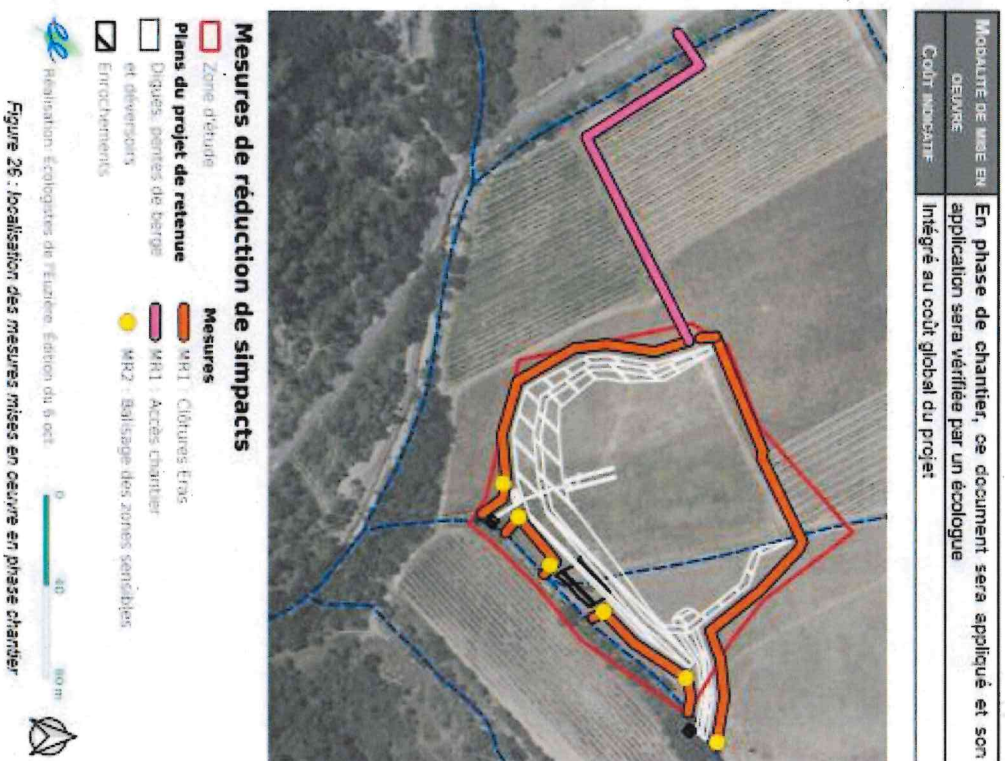 MODALITÉ DE MISE EN
OEUVRE
En phase de chantier, ce document sera appliqué et son
application sera vérifiée par un écologue
COÛT INDICATIF
Intégré au coût global du projet
Mesures de réduction de simpacts
Zone d'étude
Plans du projet de retenue
Digues, pentes de berge
et déversoirs
Enrochements
Mesures
MR1 : Clôtures Eras
MR1 : Accès chantier
MR2 : Balisage des zones sensibles
Réalisation: Écologistes de l'Euzière. Édition du 6 oct.
0 40 80 m
Figure 26 : localisation des mesures mises en oeuvre en phase chantier